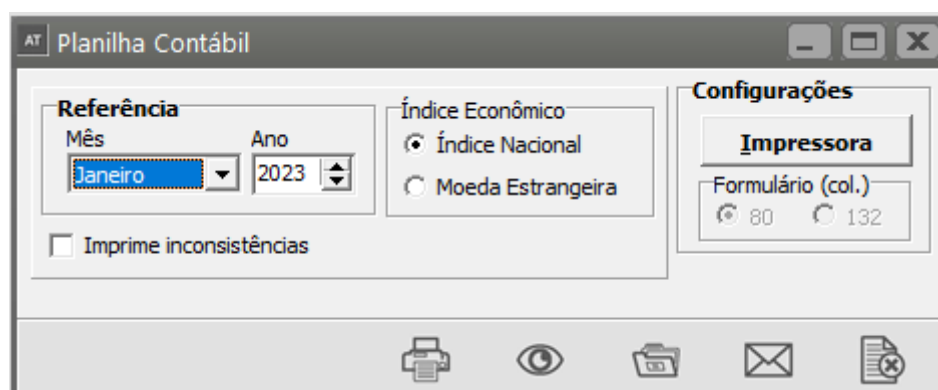 AT Planilha Contábil
Referência
Mês Ano
Janeiro 2023
Imprime inconsistências
Índice Econômico
Índice Nacional
Moeda Estrangeira
Configurações
Impressora
Formulário (col.)
80 132